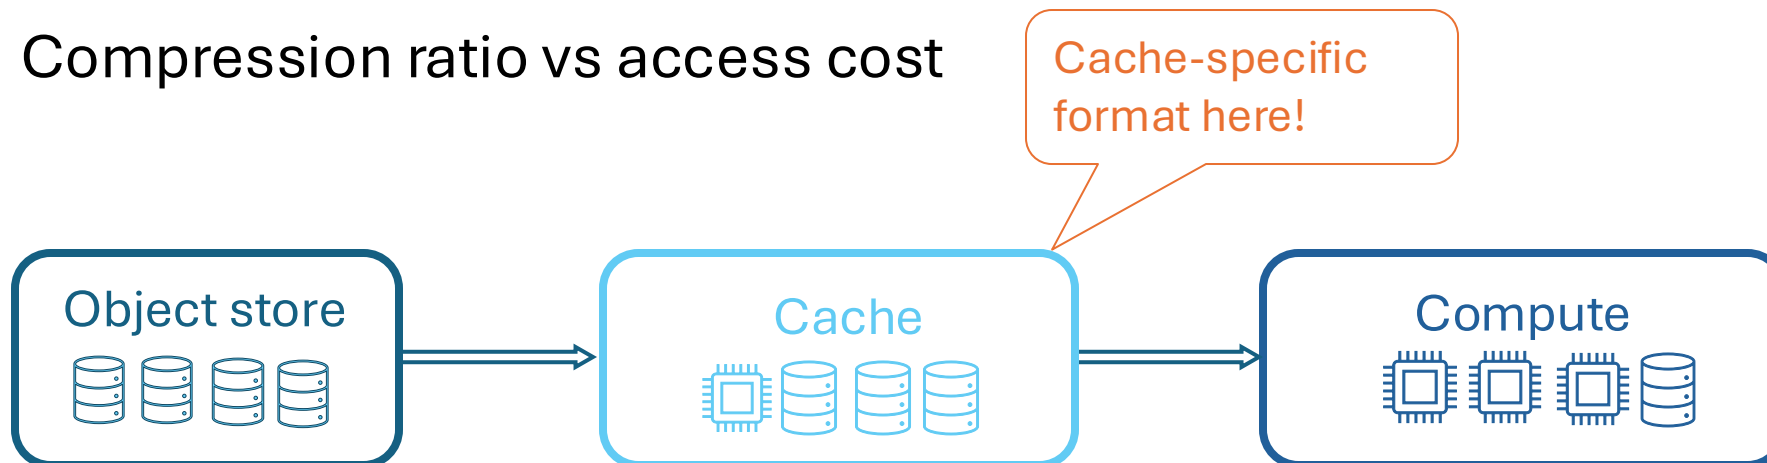 Compression ratio vs access cost
Cache-specific
format here!
Object store
Cache
Compute